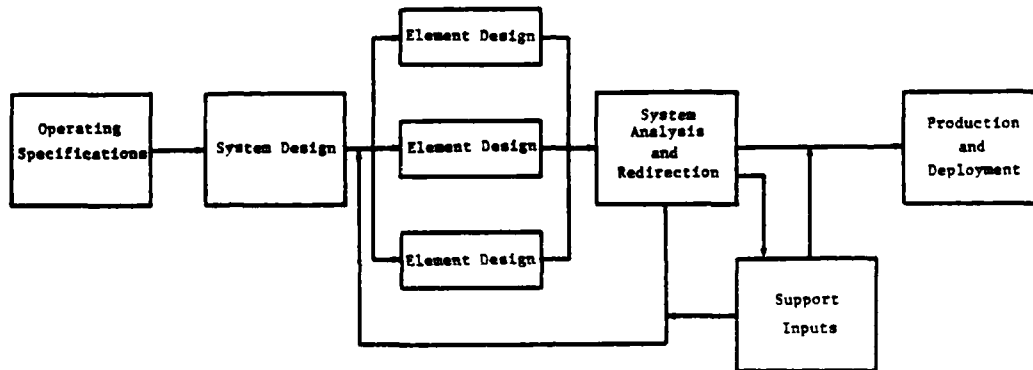 Operating
Specifications
System Design
Element Design
Element Design
Element Design
System
Analysis
and
Redirection
Production
and
Deployment
Support
Inputs